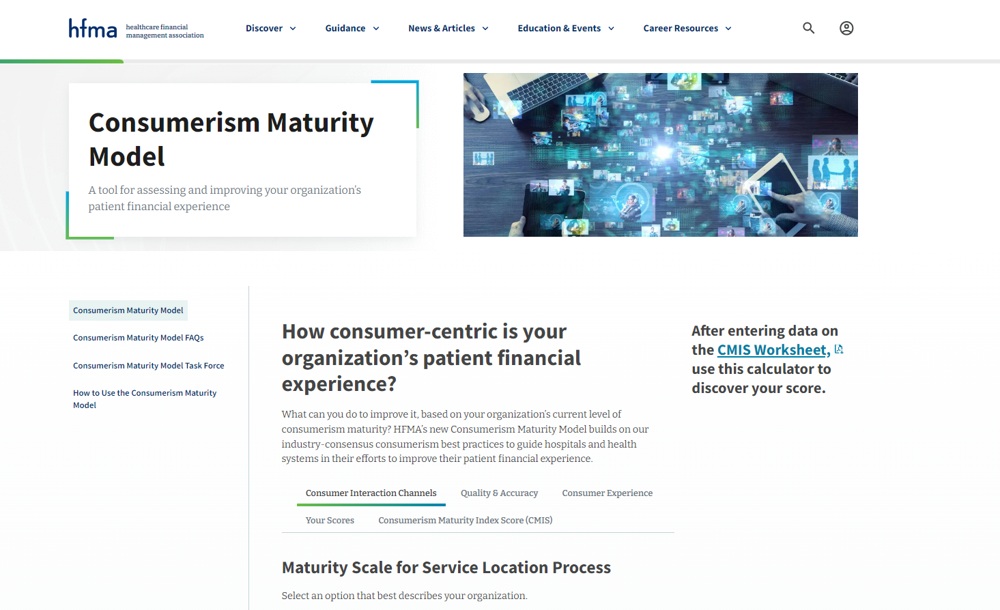 hfma
healthcare financial
management association
Discover
Guidance
News & Articles
Education & Events
Career Resources
Consumerism Maturity
Model
A tool for assessing and improving your organization's
patient financial experience
Consumerism Maturity Model
Consumerism Maturity Model FAQs
Consumerism Maturity Model Task Force
How to Use the Consumerism Maturity
Model
How consumer-centric is your
organization’s patient financial
experience?
What can you do to improve it, based on your organization’s current level of
consumerism maturity? HFMA’s new Consumerism Maturity Model builds on our
industry-consensus consumerism best practices to guide hospitals and health
systems in their efforts to improve their patient financial experience.
Consumer Interaction Channels
Quality & Accuracy
Consumer Experience
Your Scores
Consumerism Maturity Index Score (CMIS)
Maturity Scale for Service Location Process
Select an option that best describes your organization.
After entering data on
the CMIS Worksheet,
use this calculator to
discover your score.